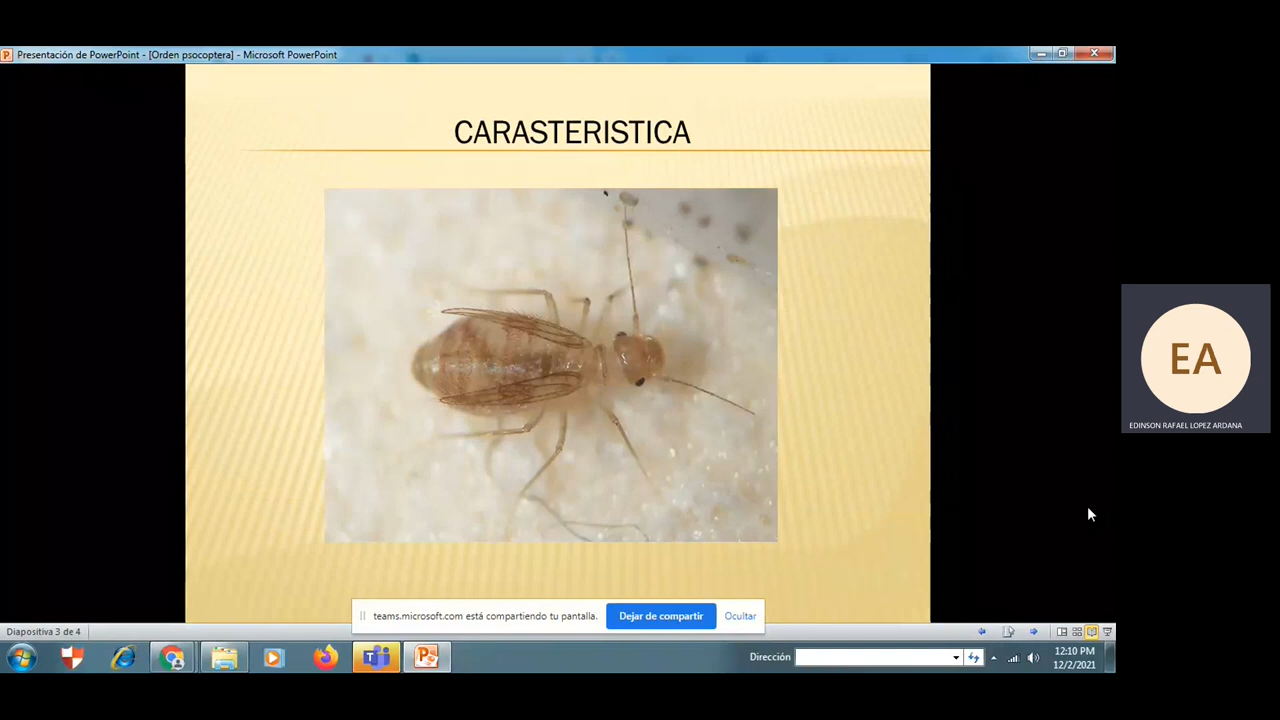 Presentación de PowerPoint - [Orden psocoptera] - Microsoft PowerPoint
CARASTERISTICA
EA
EDINSON RAFAEL LOPEZ ARDANA
teams.microsoft.com está compartiendo tu pantalla.
Dejar de compartir
Ocultar
Diapositiva 3 de 4
Dirección
12:10 PM
12/2/2021